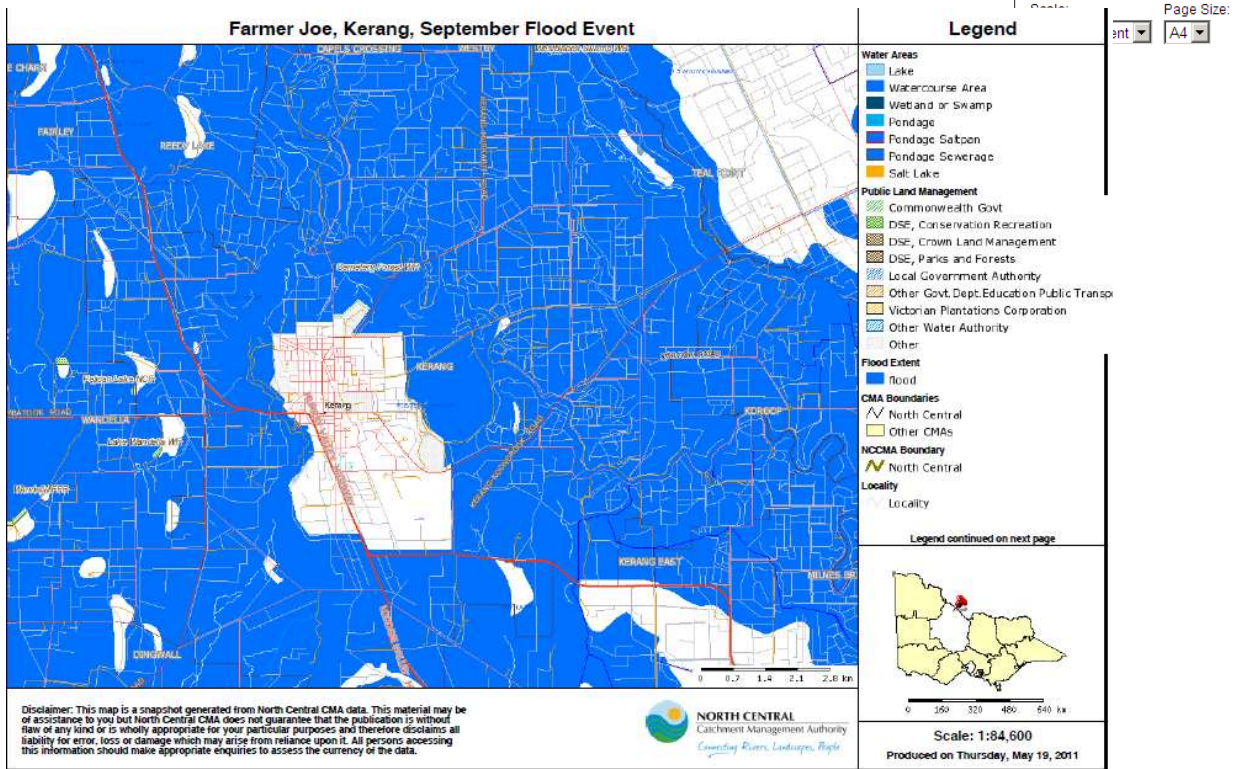 Page Size:
ent
A4
Farmer Joe, Kerang, September Flood Event
Legend
Water Areas
Lake
Watercourse Area
Wetland or Swamp
Pondage
Pondage Saltpan
Pondage Sewerage
Salt Lake
Public Land Management
Commonwealth Govt
DSE, Conservation Recreation
DSE, Crown Land Management
DSE, Parks and Forests
Local Government Authority
Other Govt.Dept.Education Public Transp
Victorian Plantations Corporation
Other Water Authority
Other
Flood Extent
flood
CMA Boundaries
North Central
Other CMAs
NCCMA Boundary
North Central
Locality
Locality
Legend continued on next page
CAPELS CROSSING
FAIRLEY
REEDY LAKE
TEAL POINT
Cemetery Forest WR
KERANG
Kerang
WANDELLA
KOROOP
KERANG EAST
DINGWALL
0 0.7 1.4 2.1 2.8 km
0 160 320 480 640 km
Disclaimer: This map is a snapshot generated from North Central CMA data. This material may be
of assistance to you but North Central CMA does not guarantee that the publication is without
flaw of any kind or is wholly appropriate for your particular purposes and therefore disclaims all
liability for error, loss or damage which may arise from reliance upon it. All persons accessing
this information should make appropriate enquiries to assess the currency of the data.
NORTH CENTRAL
Catchment Management Authority
Connecting Rivers, Landscapes, People
Scale: 1:84,600
Produced on Thursday, May 19, 2011